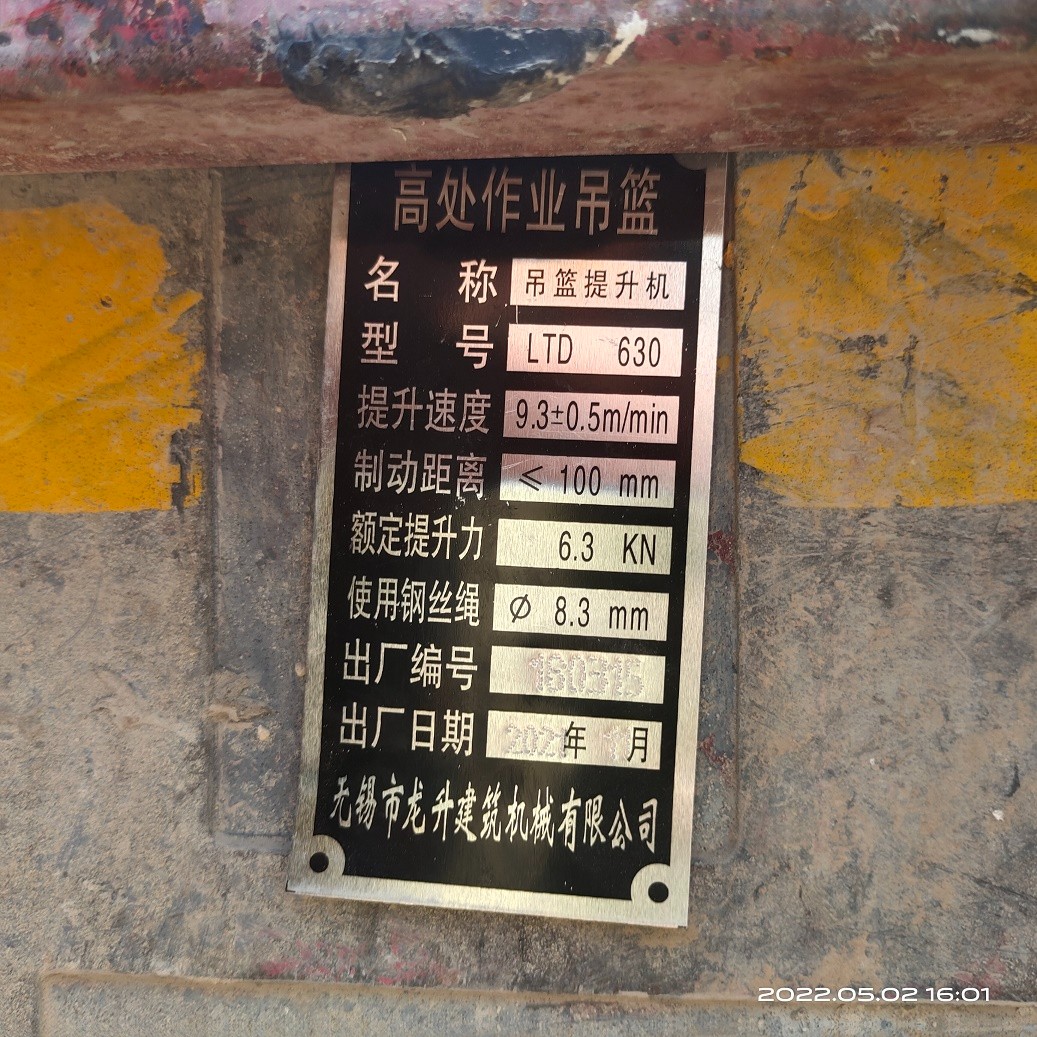 高处作业吊篮
名 称 吊篮提升机
型 号 LTD 630
提升速度 9.3±0.5m/min
制动距离 ≤ 100 mm
额定提升力 6.3 KN
使用钢丝绳 Ø 8.3 mm
出厂编号
出厂日期 年 月
无锡市龙升建筑机械有限公司
2022.05.02 16:01